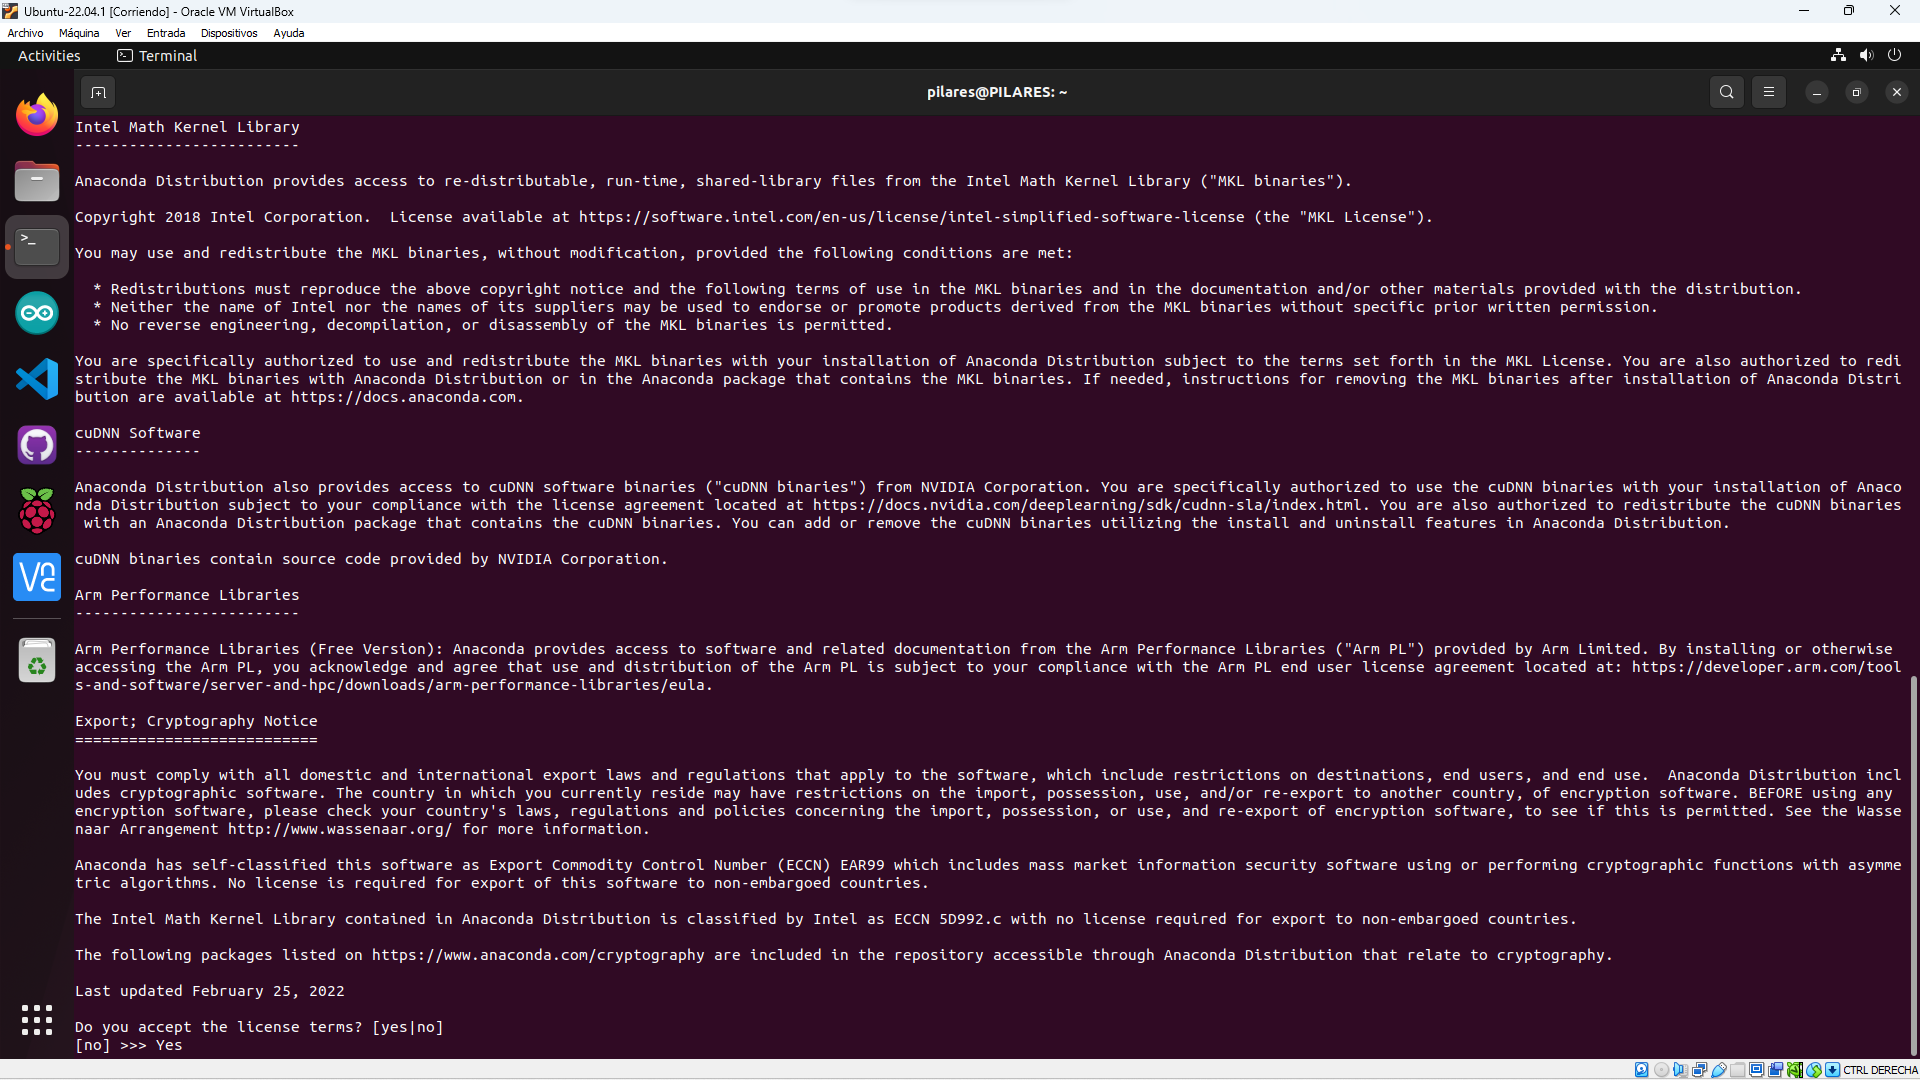 Ubuntu-22.04.1 [Corriendo] - Oracle VM VirtualBox
Archivo Máquina Ver Entrada Dispositivos Ayuda
Activities Terminal
pilares@PILARES: ~
Intel Math Kernel Library
-------------------------
Anaconda Distribution provides access to re-distributable, run-time, shared-library files from the Intel Math Kernel Library ("MKL binaries").
Copyright 2018 Intel Corporation.  License available at https://software.intel.com/en-us/license/intel-simplified-software-license (the "MKL License").
You may use and redistribute the MKL binaries, without modification, provided the following conditions are met:
* Redistributions must reproduce the above copyright notice and the following terms of use in the MKL binaries and in the documentation and/or other materials provided with the distribution.
* Neither the name of Intel nor the names of its suppliers may be used to endorse or promote products derived from the MKL binaries without specific prior written permission.
* No reverse engineering, decompilation, or disassembly of the MKL binaries is permitted.
You are specifically authorized to use and redistribute the MKL binaries with your installation of Anaconda Distribution subject to the terms set forth in the MKL License. You are also authorized to redi
stribute the MKL binaries with Anaconda Distribution or in the Anaconda package that contains the MKL binaries. If needed, instructions for removing the MKL binaries after installation of Anaconda Distri
bution are available at https://docs.anaconda.com.
cuDNN Software
--------------
Anaconda Distribution also provides access to cuDNN software binaries ("cuDNN binaries") from NVIDIA Corporation. You are specifically authorized to use the cuDNN binaries with your installation of Anaco
nda Distribution subject to your compliance with the license agreement located at https://docs.nvidia.com/deeplearning/sdk/cudnn-sla/index.html. You are also authorized to redistribute the cuDNN binaries
with an Anaconda Distribution package that contains the cuDNN binaries. You can add or remove the cuDNN binaries utilizing the install and uninstall features in Anaconda Distribution.
cuDNN binaries contain source code provided by NVIDIA Corporation.
Arm Performance Libraries
-------------------------
Arm Performance Libraries (Free Version): Anaconda provides access to software and related documentation from the Arm Performance Libraries ("Arm PL") provided by Arm Limited. By installing or otherwise
accessing the Arm PL, you acknowledge and agree that use and distribution of the Arm PL is subject to your compliance with the Arm PL end user license agreement located at: https://developer.arm.com/tool
s-and-software/server-and-hpc/downloads/arm-performance-libraries/eula.
Export; Cryptography Notice
===========================
You must comply with all domestic and international export laws and regulations that apply to the software, which include restrictions on destinations, end users, and end use.  Anaconda Distribution incl
udes cryptographic software. The country in which you currently reside may have restrictions on the import, possession, use, and/or re-export to another country, of encryption software. BEFORE using any
encryption software, please check your country's laws, regulations and policies concerning the import, possession, or use, and re-export of encryption software, to see if this is permitted. See the Wasse
naar Arrangement http://www.wassenaar.org/ for more information.
Anaconda has self-classified this software as Export Commodity Control Number (ECCN) EAR99 which includes mass market information security software using or performing cryptographic functions with asymme
tric algorithms. No license is required for export of this software to non-embargoed countries.
The Intel Math Kernel Library contained in Anaconda Distribution is classified by Intel as ECCN 5D992.c with no license required for export to non-embargoed countries.
The following packages listed on https://www.anaconda.com/cryptography are included in the repository accessible through Anaconda Distribution that relate to cryptography.
Last updated February 25, 2022
Do you accept the license terms? [yes|no]
[no] >>> Yes
CTRL DERECHA